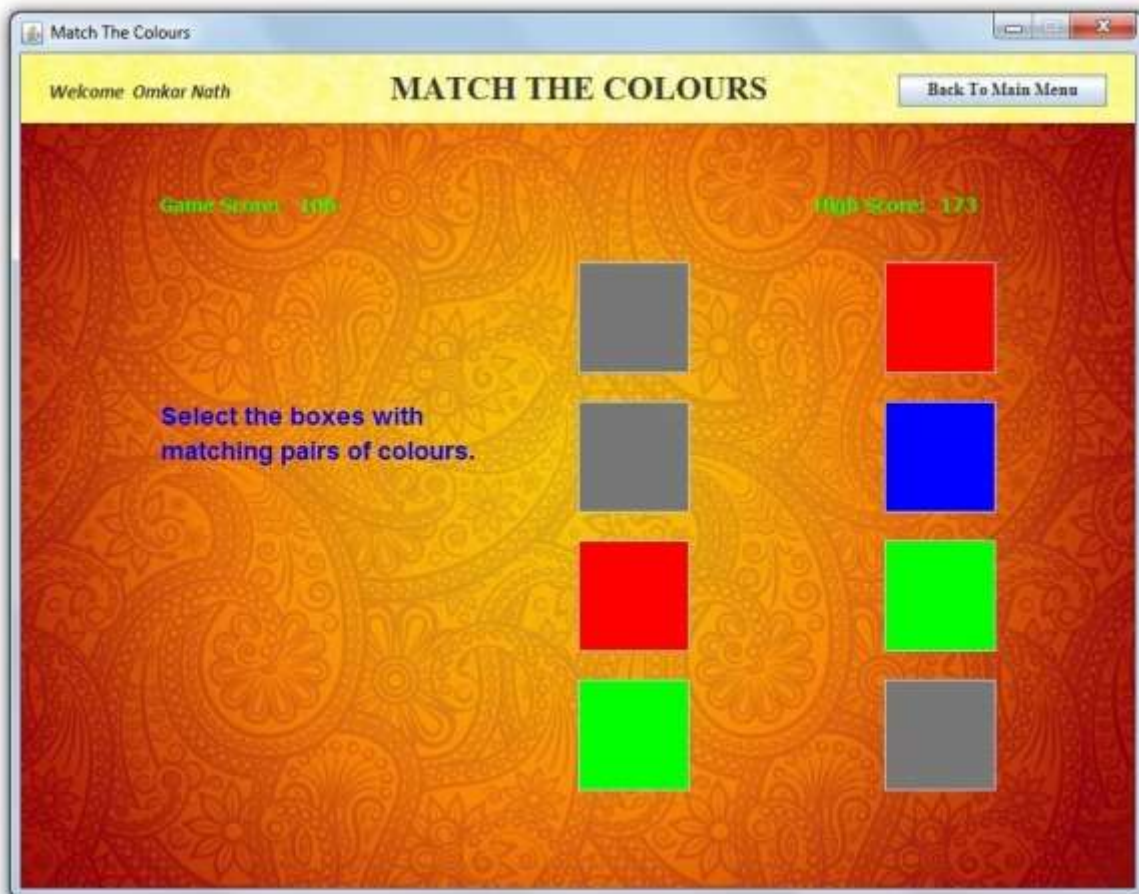 Match The Colours
Welcome Omkar Nath
MATCH THE COLOURS
Back To Main Menu
Game Score:
High Score: 173
Select the boxes with
matching pairs of colours.